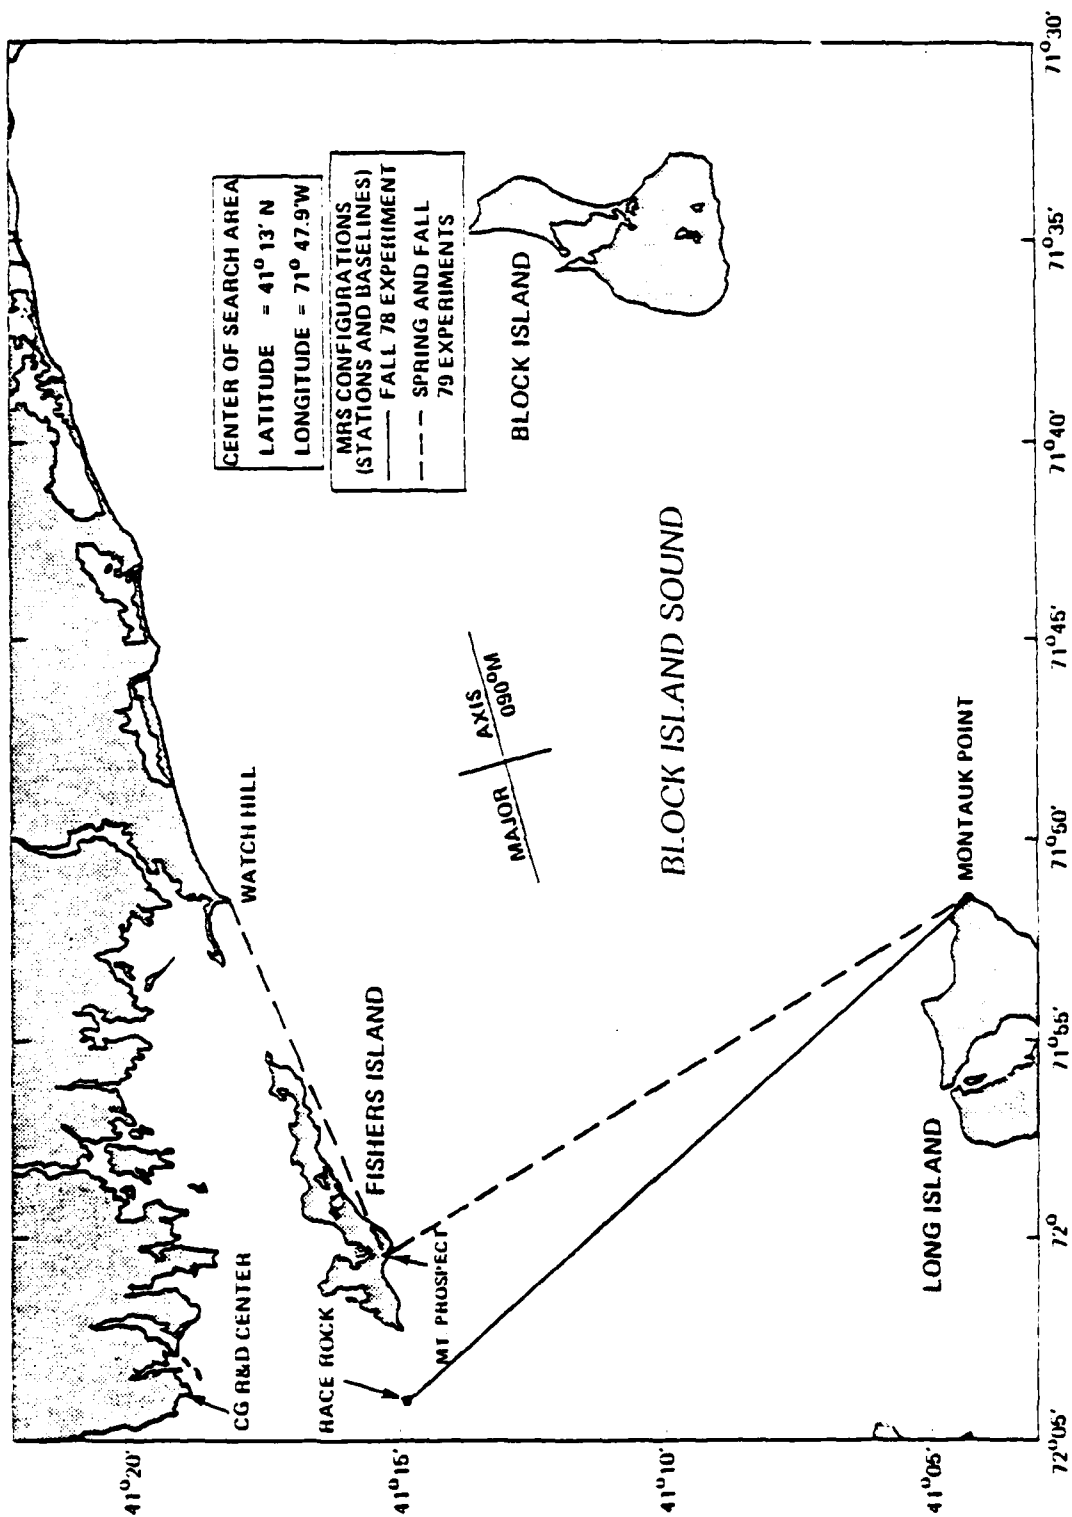 CENTER OF SEARCH AREA
LATITUDE = 41° 13' N
LONGITUDE = 71° 47.9'W
MRS CONFIGURATIONS
(STATIONS AND BASELINES)
FALL 78 EXPERIMENT
SPRING AND FALL
79 EXPERIMENTS
CG R&D CENTER
WATCH HILL
RACE ROCK
FISHERS ISLAND
MT. PROSPECT
MAJOR AXIS
090°M
BLOCK ISLAND
BLOCK ISLAND SOUND
LONG ISLAND
MONTAUK POINT
41°20'
41°15'
41°10'
41°05'
72°05'
72°
71°55'
71°50'
71°45'
71°40'
71°35'
71°30'